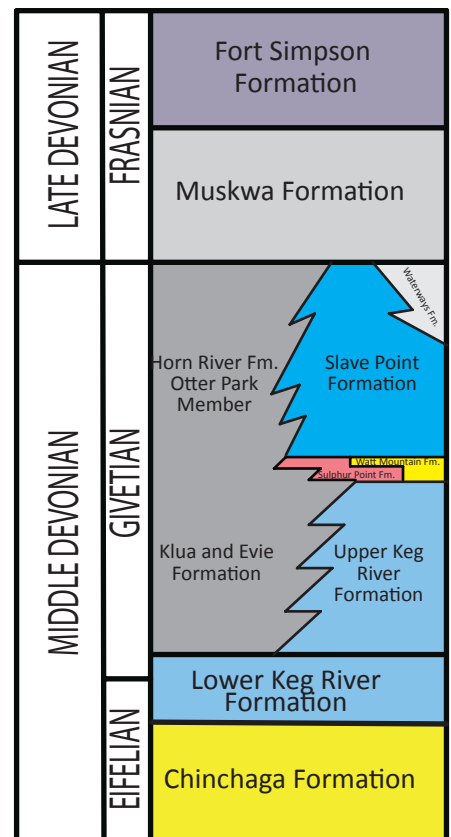 LATE DEVONIAN
FRASNIAN
Fort Simpson
Formation
Muskwa Formation
MIDDLE DEVONIAN
GIVETIAN
Waterways Fm.
Horn River Fm.
Otter Park
Member
Slave Point
Formation
Watt Mountain Fm.
Sulphur Point Fm.
Klua and Evie
Formation
Upper Keg
River
Formation
Lower Keg River
Formation
EIFELIAN
Chinchaga Formation